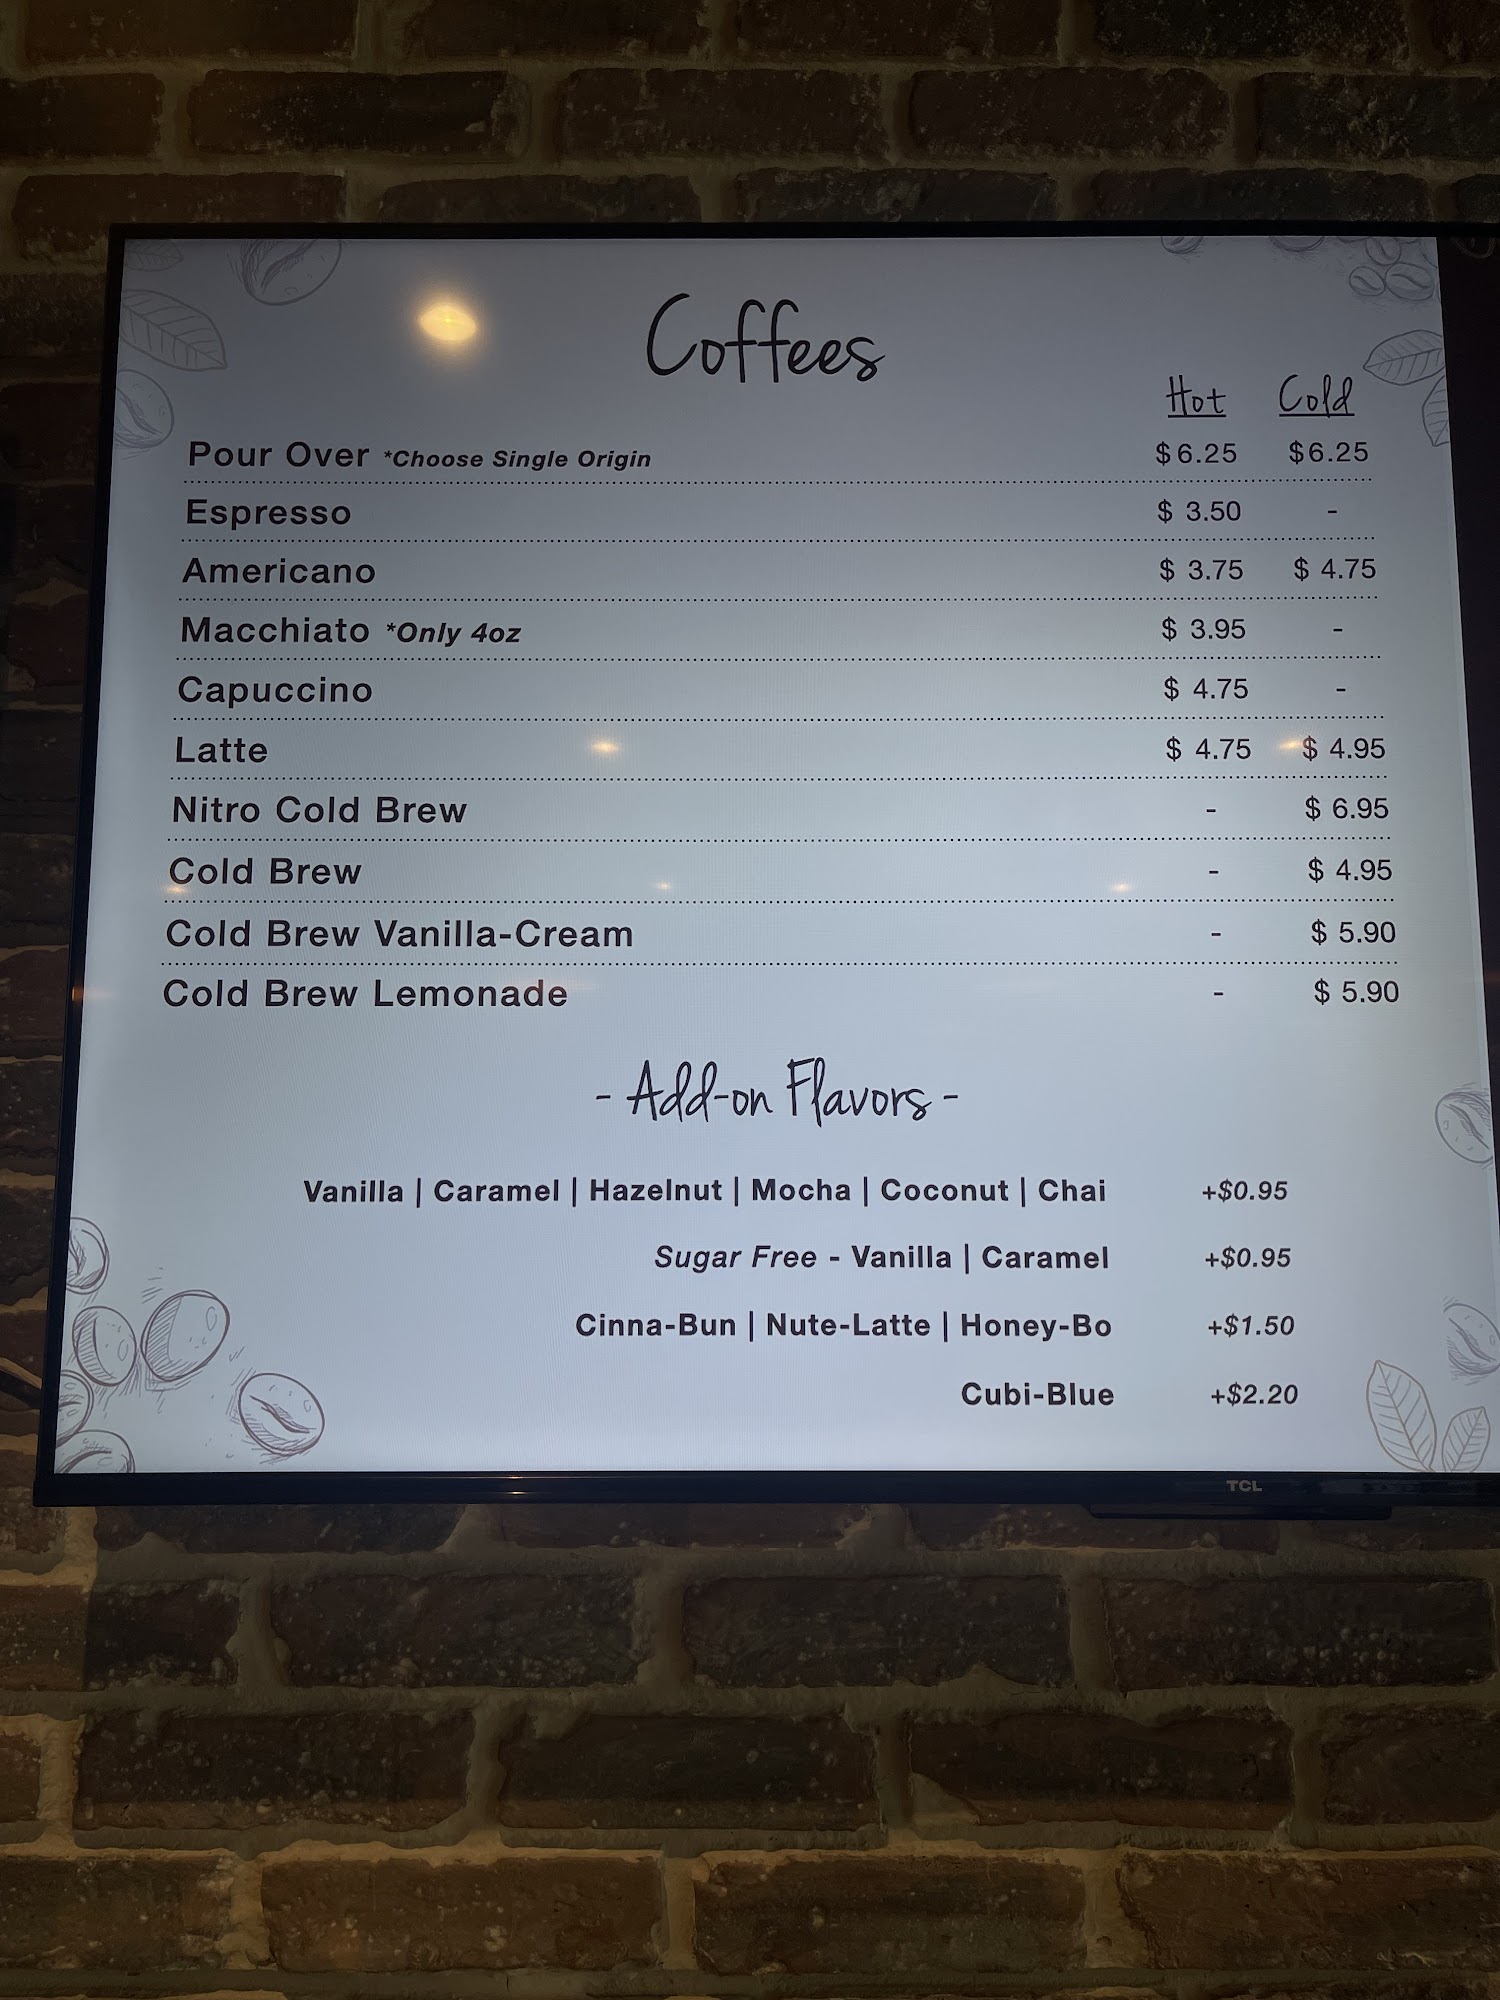 Coffees
Hot Cold
Pour Over *Choose Single Origin $6.25 $6.25
Espresso $ 3.50 -
Americano $ 3.75 $ 4.75
Macchiato *Only 4oz $ 3.95 -
Capuccino $ 4.75 -
Latte $ 4.75 $ 4.95
Nitro Cold Brew - $ 6.95
Cold Brew - $ 4.95
Cold Brew Vanilla-Cream - $ 5.90
Cold Brew Lemonade - $ 5.90
- Add-on Flavors -
Vanilla | Caramel | Hazelnut | Mocha | Coconut | Chai +$0.95
Sugar Free - Vanilla | Caramel +$0.95
Cinna-Bun | Nute-Latte | Honey-Bo +$1.50
Cubi-Blue +$2.20
TCL